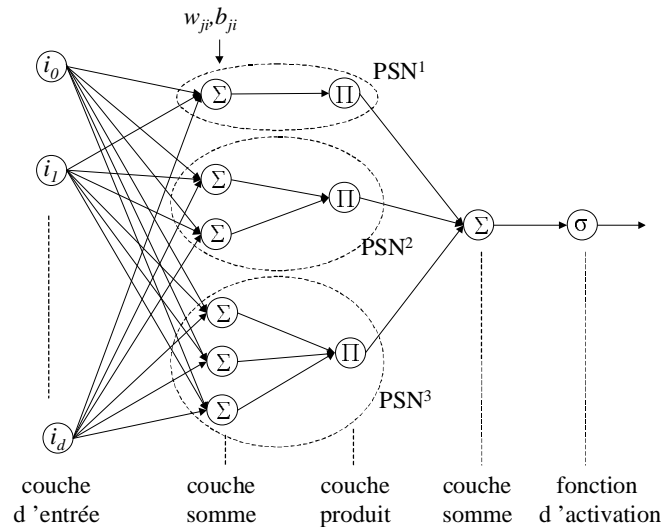 w_ji,b_ji
i_0
Σ
Π
PSN¹
i_1
Σ
Π
Σ
PSN²
Σ
σ
Σ
Σ
Π
Σ
PSN³
i_d
couche
d ’entrée
couche
somme
couche
produit
couche
somme
fonction
d ’activation